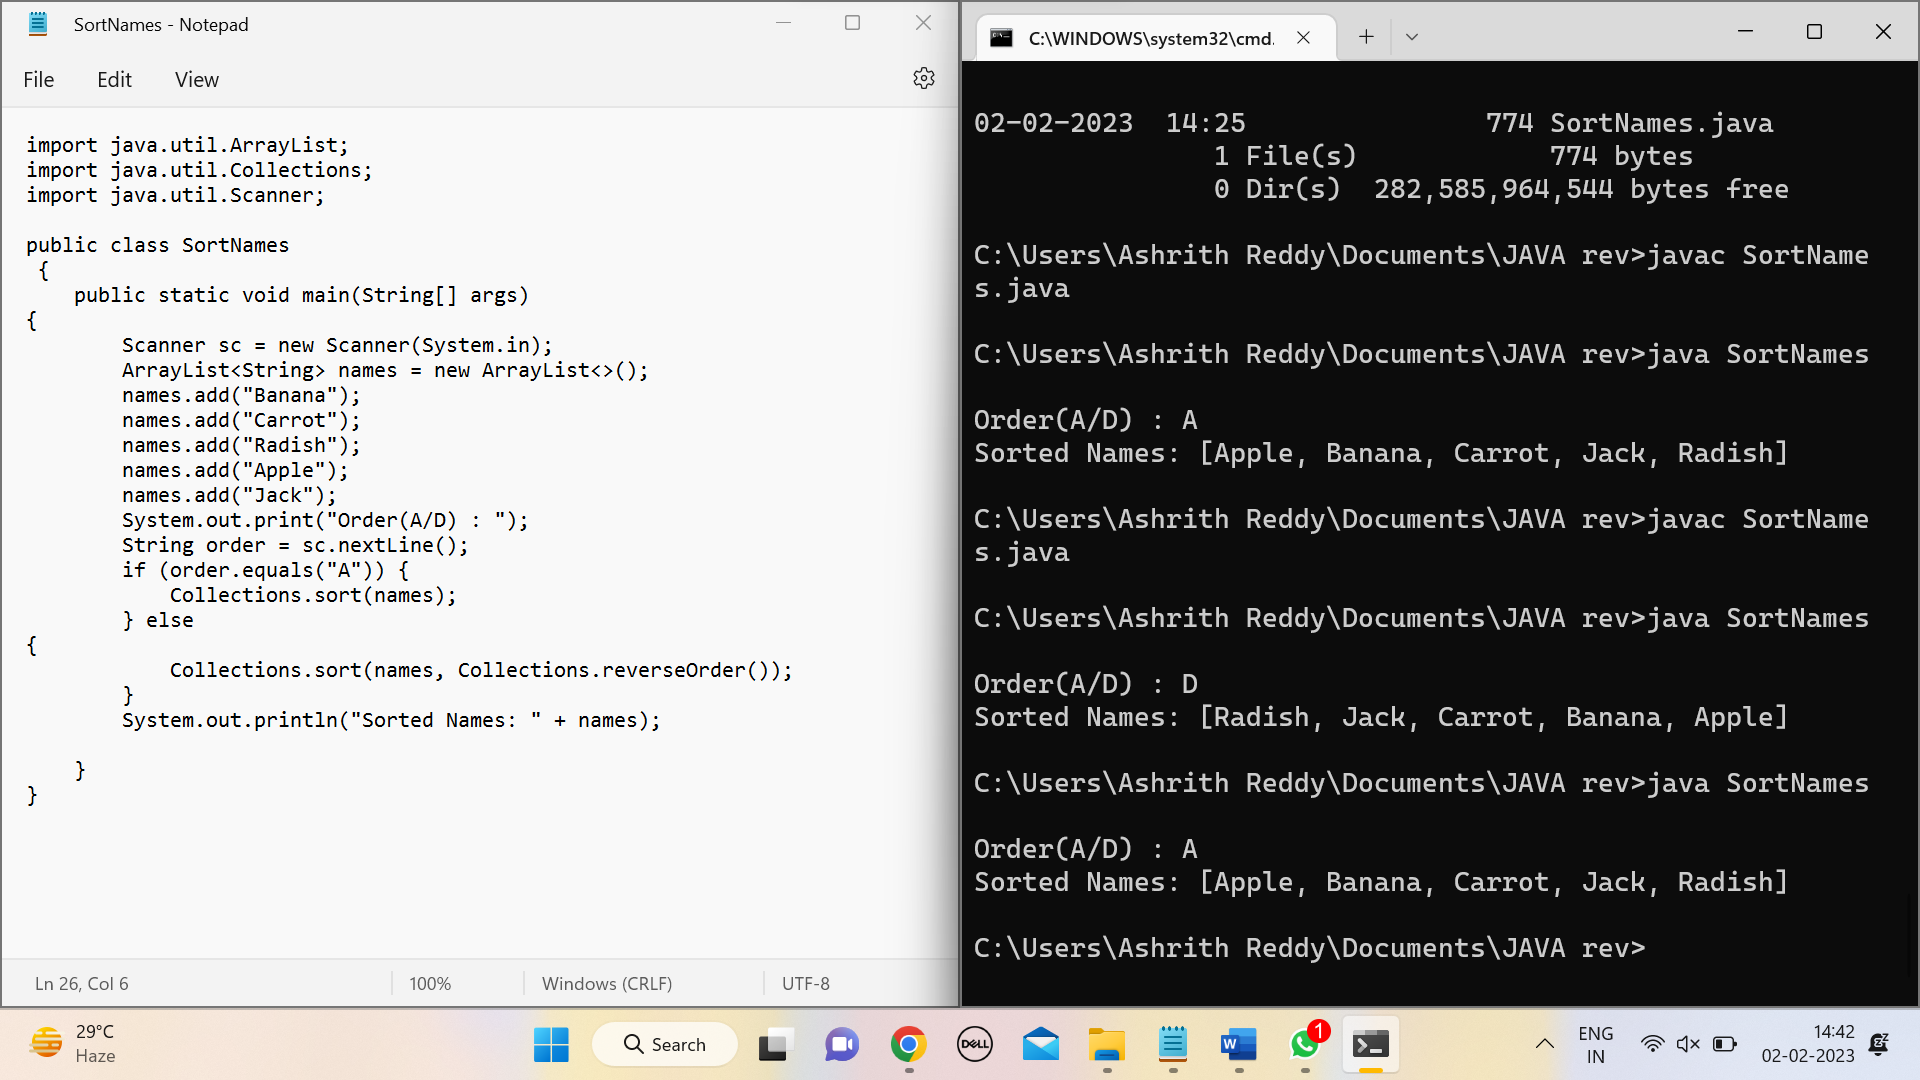 SortNames - Notepad
File Edit View
import java.util.ArrayList;
import java.util.Collections;
import java.util.Scanner;
public class SortNames
{
public static void main(String[] args)
{
Scanner sc = new Scanner(System.in);
ArrayList<String> names = new ArrayList<>();
names.add("Banana");
names.add("Carrot");
names.add("Radish");
names.add("Apple");
names.add("Jack");
System.out.print("Order(A/D) : ");
String order = sc.nextLine();
if (order.equals("A")) {
Collections.sort(names);
} else
{
Collections.sort(names, Collections.reverseOrder());
}
System.out.println("Sorted Names: " + names);
}
}
Ln 26, Col 6 100% Windows (CRLF) UTF-8
C:\WINDOWS\system32\cmd.
02-02-2023 14:25 774 SortNames.java
1 File(s) 774 bytes
0 Dir(s) 282,585,964,544 bytes free
C:\Users\Ashrith Reddy\Documents\JAVA rev>javac SortName
s.java
C:\Users\Ashrith Reddy\Documents\JAVA rev>java SortNames
Order(A/D) : A
Sorted Names: [Apple, Banana, Carrot, Jack, Radish]
C:\Users\Ashrith Reddy\Documents\JAVA rev>javac SortName
s.java
C:\Users\Ashrith Reddy\Documents\JAVA rev>java SortNames
Order(A/D) : D
Sorted Names: [Radish, Jack, Carrot, Banana, Apple]
C:\Users\Ashrith Reddy\Documents\JAVA rev>java SortNames
Order(A/D) : A
Sorted Names: [Apple, Banana, Carrot, Jack, Radish]
C:\Users\Ashrith Reddy\Documents\JAVA rev>
29°C
Haze
Search
DELL
W
1
ENG
IN
14:42
02-02-2023